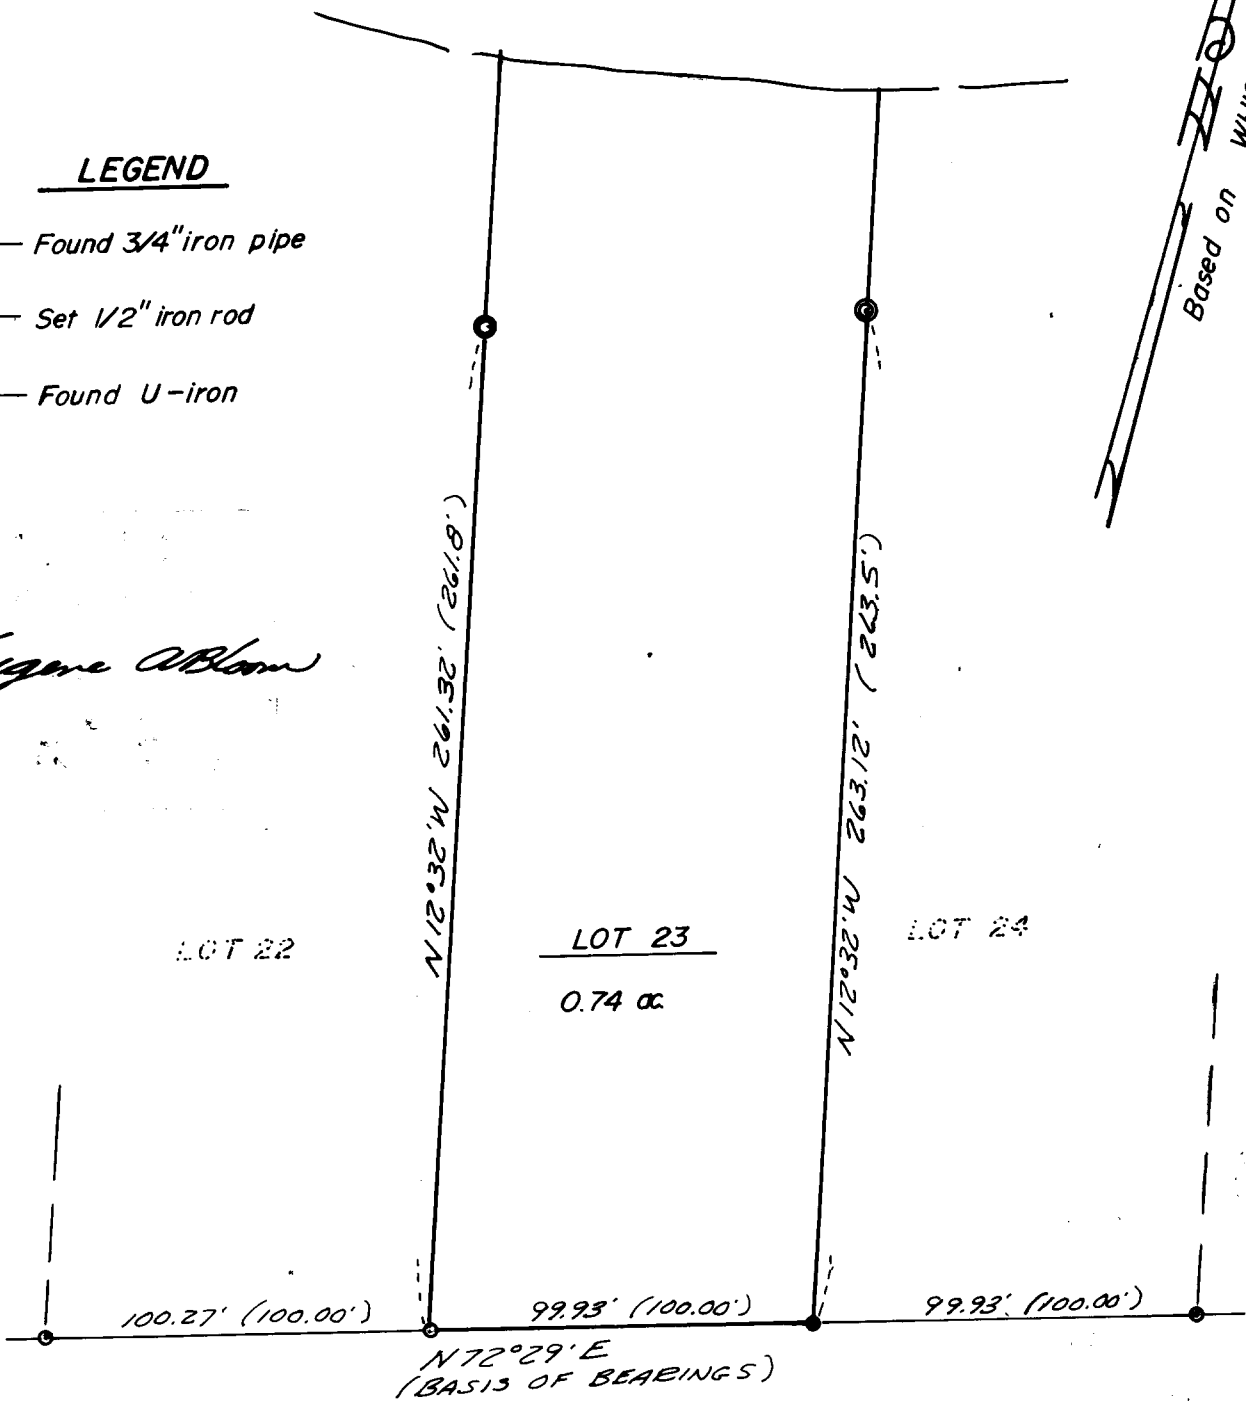 LEGEND
Found 3/4" iron pipe
Set 1/2" iron rod
Found U-iron
Based on
N12°32'W 261.32' (261.8')
N12°32'W 263.12' (263.5')
LOT 22
LOT 23
0.74 ac.
LOT 24
100.27' (100.00')
99.93' (100.00')
99.93' (100.00')
N72°29'E
(BASIS OF BEARINGS)